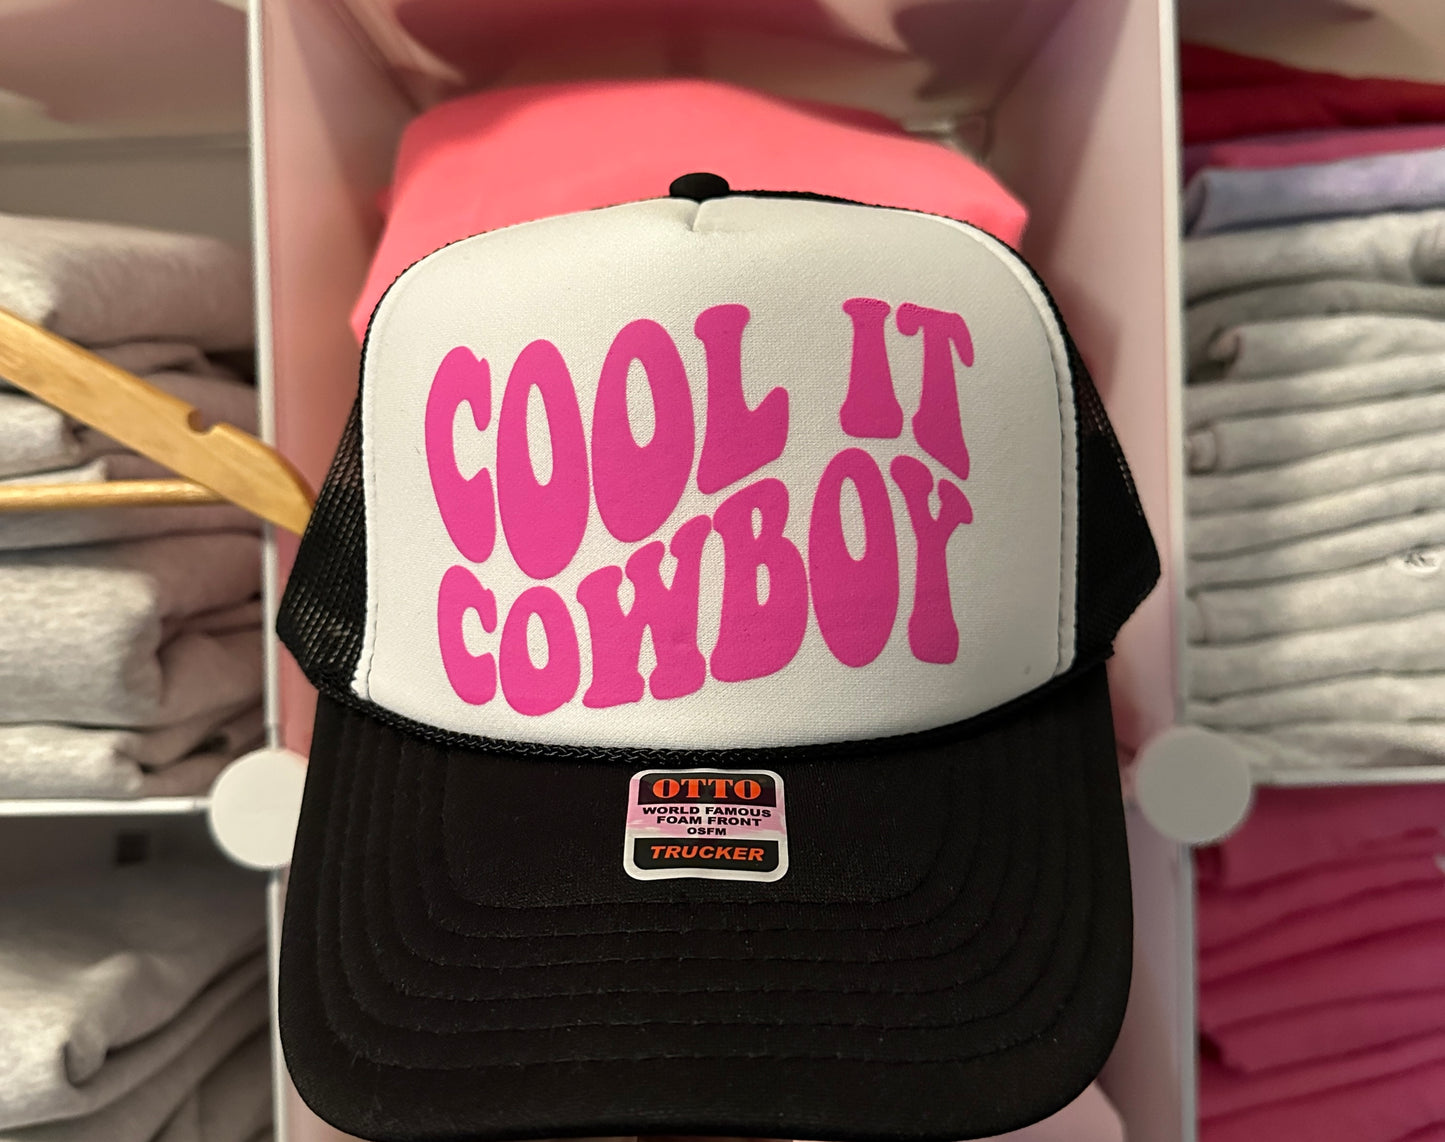 COOL IT
COWBOY
OTTO
WORLD FAMOUS
FOAM FRONT
OSFM
TRUCKER